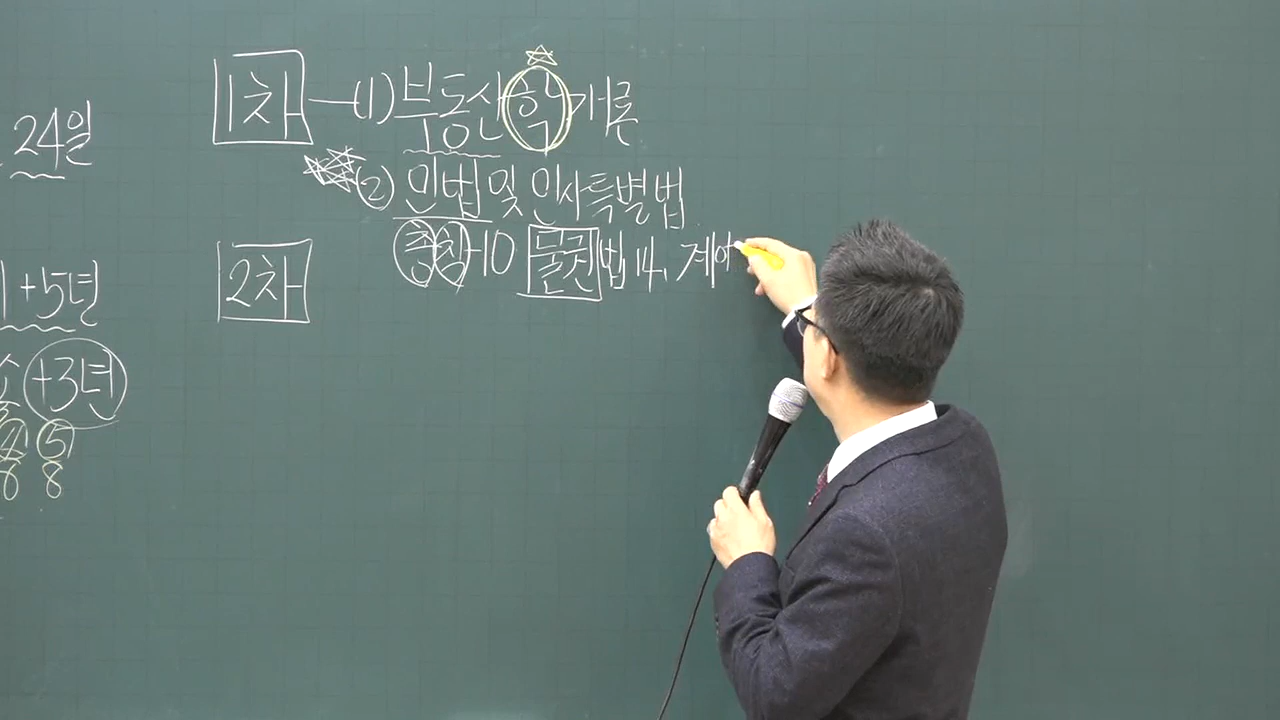 24일
1 +5년
+3년
4 5
8 8
1차 (1) 부동산학개론
(2) 민법 및 민사특별법
총칙-10 물권법 14, 계약
2차